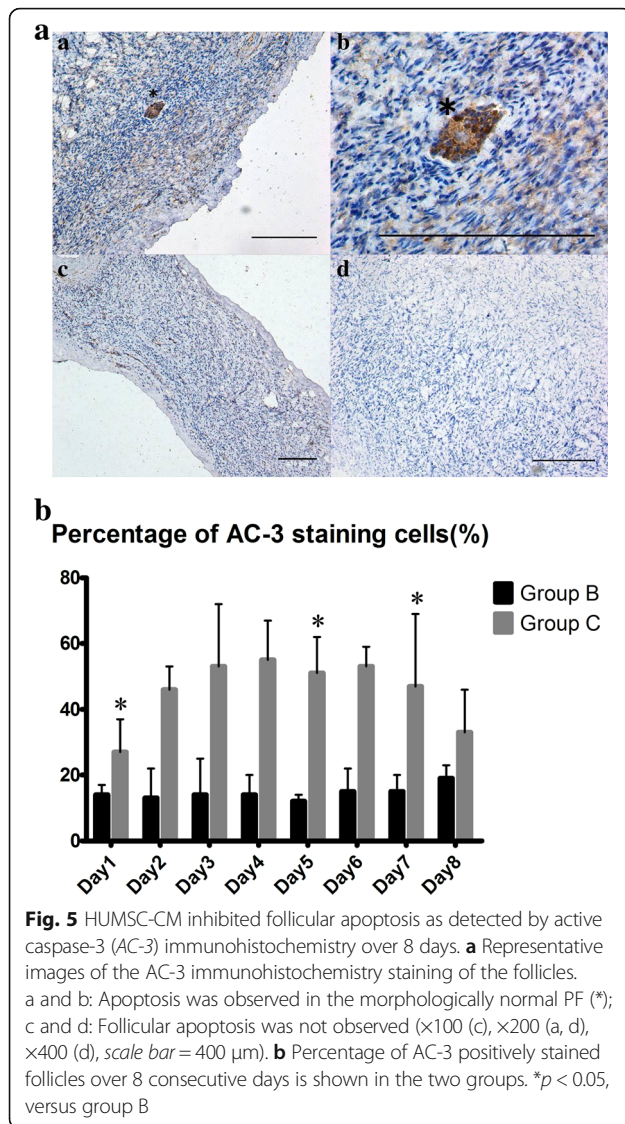 a
a
b
*
*
c
d
b
Percentage of AC-3 staining cells(%)
80
60
40
20
0
*
*
*
Group B
Group C
Day1
Day2
Day3
Day4
Day5
Day6
Day7
Day8
Fig. 5 HUMSC-CM inhibited follicular apoptosis as detected by active
caspase-3 (AC-3) immunohistochemistry over 8 days. a Representative
images of the AC-3 immunohistochemistry staining of the follicles.
a and b: Apoptosis was observed in the morphologically normal PF (*);
c and d: Follicular apoptosis was not observed (×100 (c), ×200 (a, d),
×400 (d), scale bar = 400 μm). b Percentage of AC-3 positively stained
follicles over 8 consecutive days is shown in the two groups. *p < 0.05,
versus group B